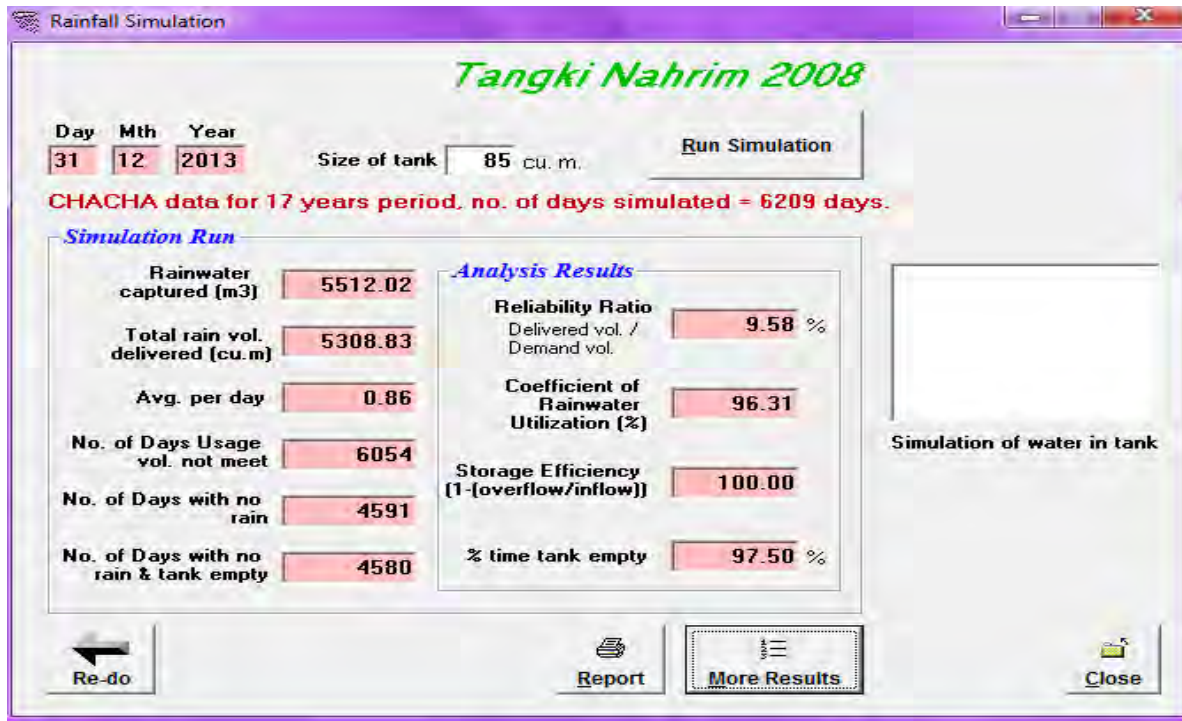 Rainfall Simulation
Tangki Nahrim 2008
Day Mth Year
31 12 2013
Size of tank 85 cu. m.
Run Simulation
CHACHA data for 17 years period, no. of days simulated = 6209 days.
Simulation Run
Rainwater
captured (m3) 5512.02
Total rain vol.
delivered (cu.m) 5308.83
Avg. per day 0.86
No. of Days Usage
vol. not meet 6054
No. of Days with no
rain 4591
No. of Days with no
rain & tank empty 4580
Analysis Results
Reliability Ratio
Delivered vol. /
Demand vol. 9.58 %
Coefficient of
Rainwater
Utilization (%) 96.31
Storage Efficiency
(1-(overflow/inflow)) 100.00
% time tank empty 97.50 %
Simulation of water in tank
Re-do
Report
More Results
Close